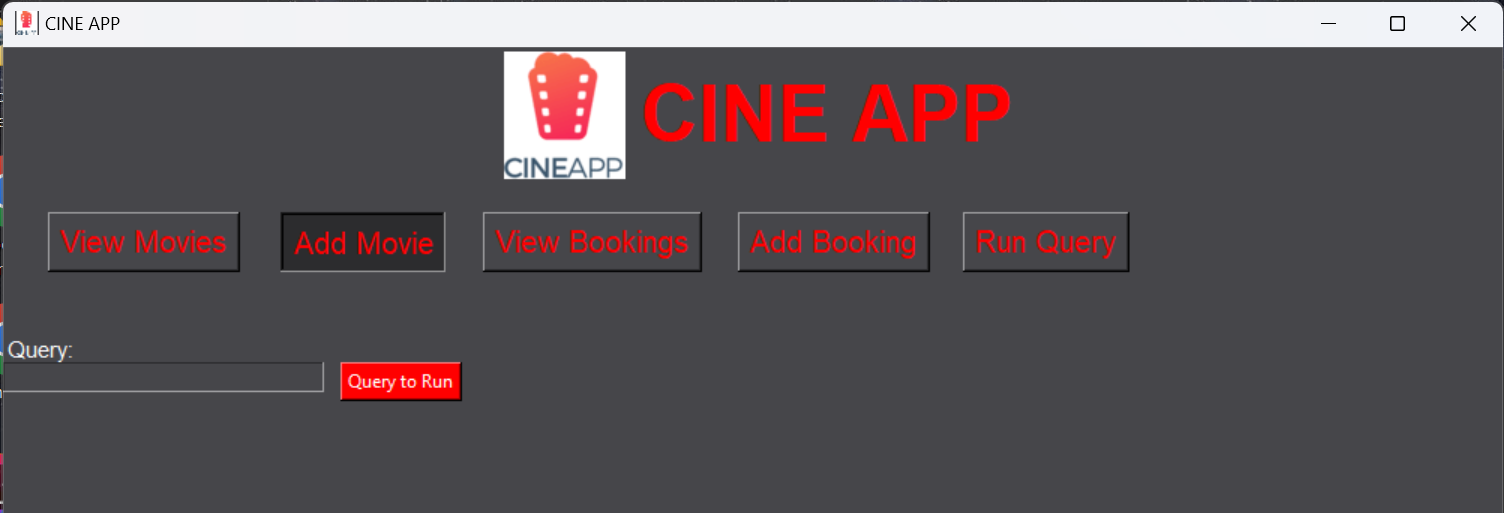 CINE APP
CINE APP
CINEAPP
View Movies Add Movie View Bookings Add Booking Run Query
Query:
Query to Run